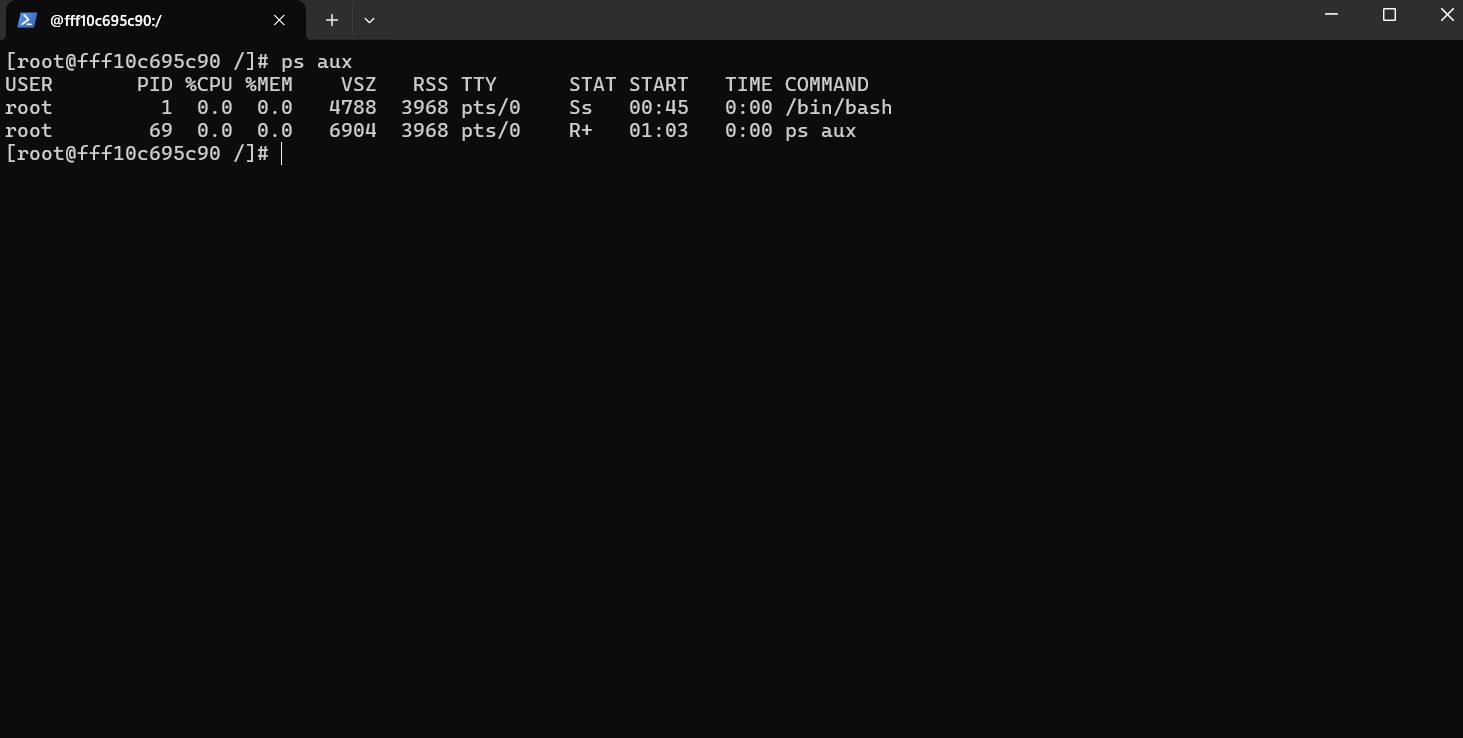 @fff10c695c90:/
[root@fff10c695c90 /]# ps aux
USER       PID %CPU %MEM    VSZ   RSS TTY      STAT START   TIME COMMAND
root         1  0.0  0.0   4788  3968 pts/0    Ss   00:45   0:00 /bin/bash
root        69  0.0  0.0   6904  3968 pts/0    R+   01:03   0:00 ps aux
[root@fff10c695c90 /]#